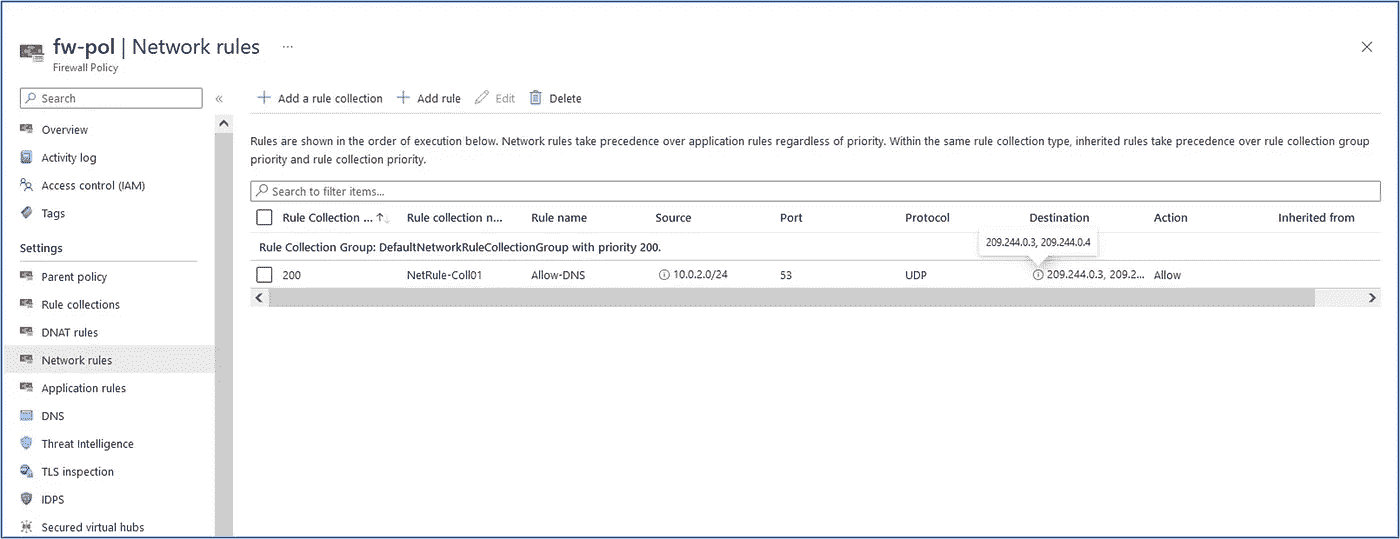 fw-pol | Network rules ...
Firewall Policy
Search
«
Add a rule collection
Add rule
Edit
Delete
Overview
Activity log
Access control (IAM)
Tags
Settings
Parent policy
Rule collections
DNAT rules
Network rules
Application rules
DNS
Threat Intelligence
TLS inspection
IDPS
Secured virtual hubs
Rules are shown in the order of execution below. Network rules take precedence over application rules regardless of priority. Within the same rule collection type, inherited rules take precedence over rule collection group
priority and rule collection priority.
Search to filter items...
Rule Collection ... ↑↓ Rule collection n... Rule name Source Port Protocol Destination Action Inherited from
209.244.0.3, 209.244.0.4
Rule Collection Group: DefaultNetworkRuleCollectionGroup with priority 200.
200 NetRule-Coll01 Allow-DNS 10.0.2.0/24 53 UDP 209.244.0.3, 209.2... Allow